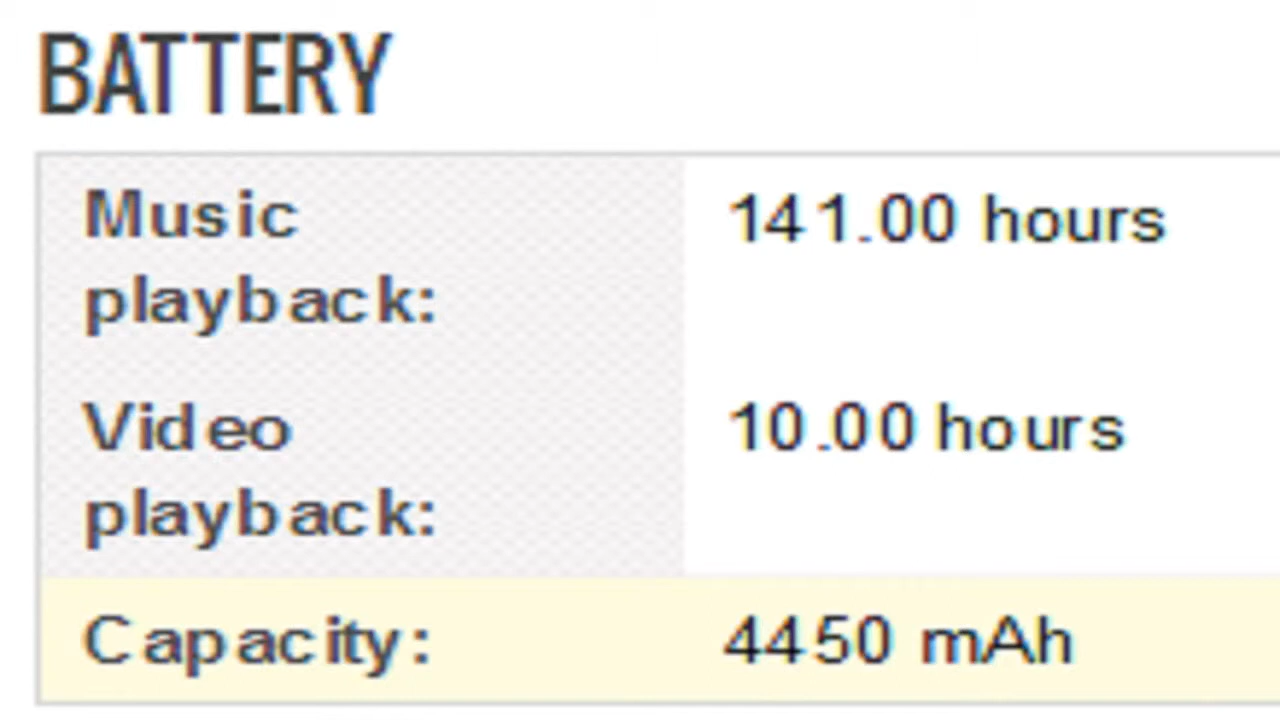 BATTERY
Music 141.00 hours
playback:
Video 10.00 hours
playback:
Capacity: 4450 mAh